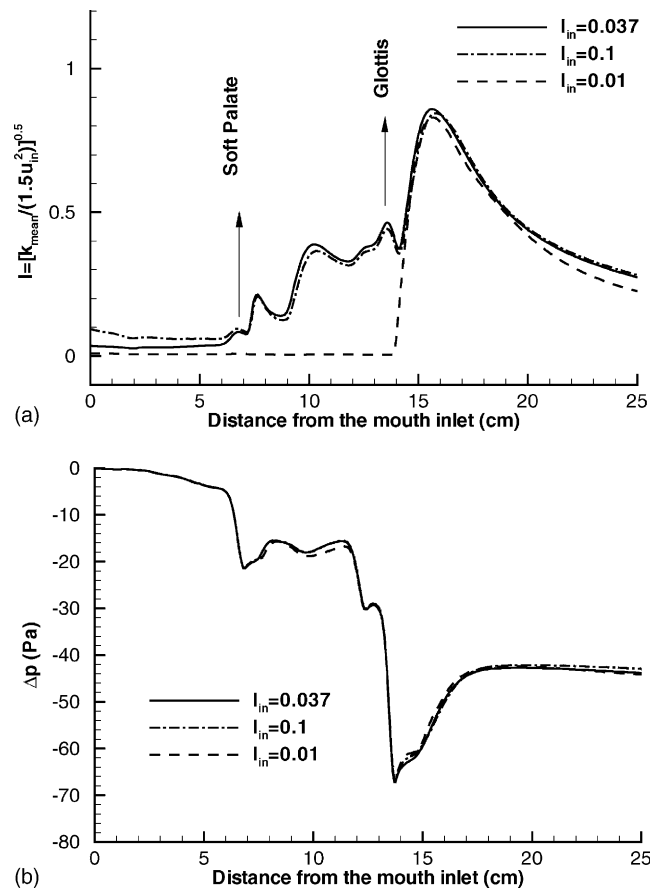 I_in=0.037
I_in=0.1
I_in=0.01
1
0.5
0
I=[k_mean/(1.5u²_in)]^0.5
Soft Palate
Glottis
0 5 10 15 20 25
Distance from the mouth inlet (cm)
(a)
0
-10
-20
-30
-40
-50
-60
-70
-80
Δp (Pa)
I_in=0.037
I_in=0.1
I_in=0.01
0 5 10 15 20 25
Distance from the mouth inlet (cm)
(b)